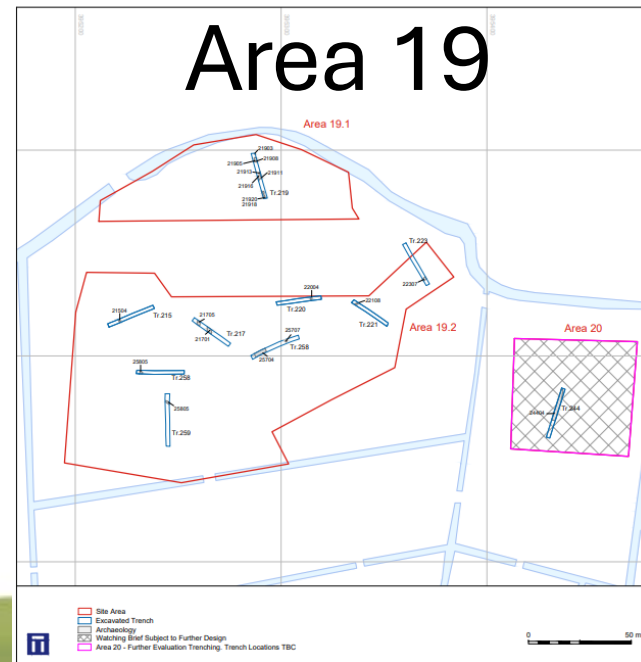 Area 19
Area 19.1
21903
21905
21908
21913
21911
21916
Tr.219
21920
21918
Tr.223
22307
22004
Tr.220
22108
Tr.221
Area 19.2
21504
Tr.215
21705
Tr.217
21701
25707
Tr.258
25704
Area 20
Tr.244
25805
Tr.258
Tr.259
Site Area
Excavated Trench
Archaeology
Watching Brief Subject to Further Design
Area 20 - Further Evaluation Trenching. Trench Locations TBC
0
50 m